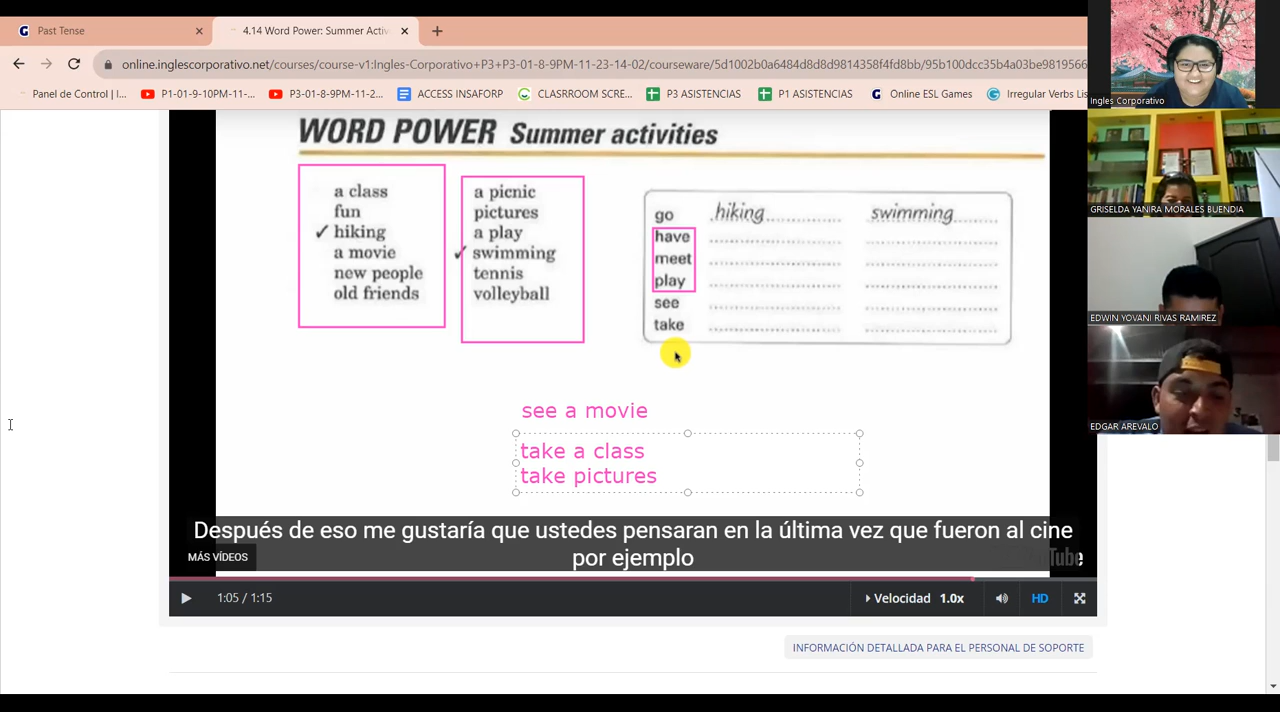 Past Tense
4.14 Word Power: Summer Activ
online.inglescorporativo.net/courses/course-v1:Ingles-Corporativo+P3+P3-01-8-9PM-11-23-14-02/courseware/5d1002b0a6484d8d8d9814358f4fd8bb/95b100dcc35b4a03be9819566
Panel de Control | I...
P1-01-9-10PM-11-...
P3-01-8-9PM-11-2...
ACCESS INSAFORP
CLASRROOM SCRE...
P3 ASISTENCIAS
P1 ASISTENCIAS
Online ESL Games
Irregular Verbs Lis
Ingles Corporativo
GRISELDA YANIRA MORALES BUENDIA
EDWIN YOVANI RIVAS RAMIREZ
EDGAR AREVALO
WORD POWER Summer activities
a class
fun
hiking
a movie
new people
old friends
a picnic
pictures
a play
swimming
tennis
volleyball
go hiking swimming
have
meet
play
see
take
see a movie
take a class
take pictures
Después de eso me gustaría que ustedes pensaran en la última vez que fueron al cine
por ejemplo
MÁS VÍDEOS
1:05 / 1:15
Velocidad 1.0x
HD
INFORMACIÓN DETALLADA PARA EL PERSONAL DE SOPORTE